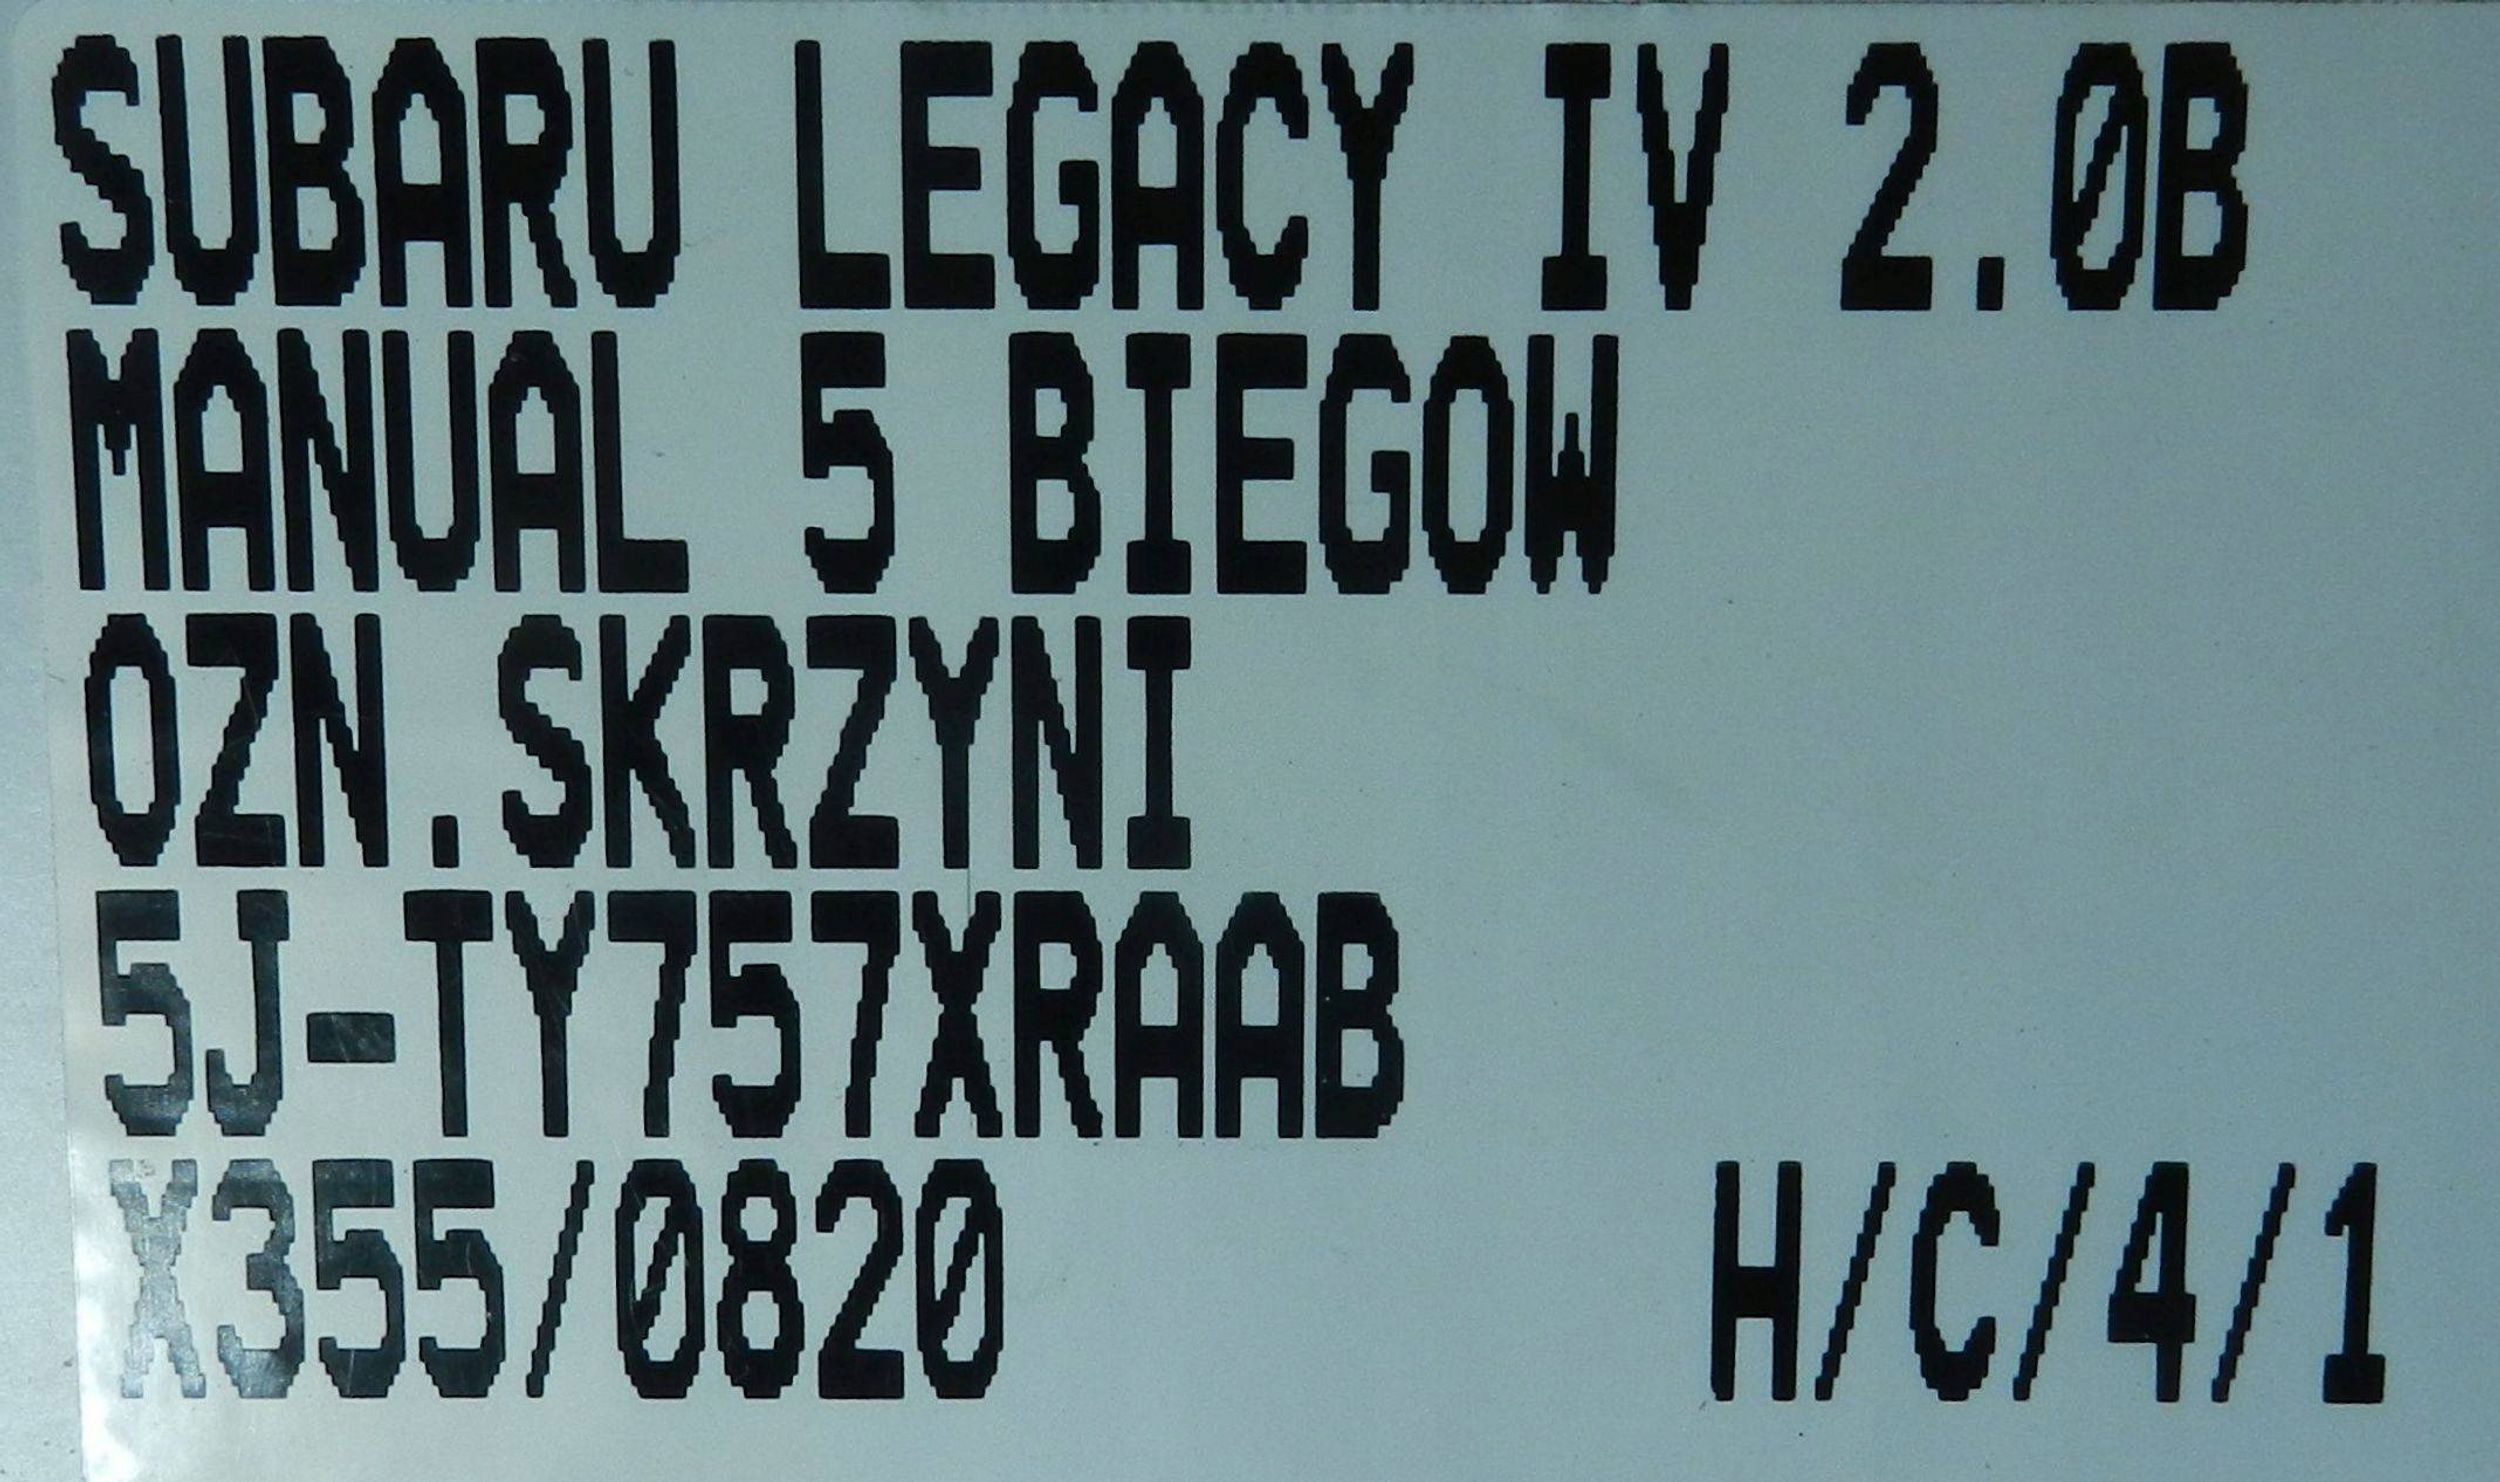 SUBARU LEGACY IV 2.0B
MANUAL 5 BIEGOW
OZN.SKRZYNI
5J-TY757XRAAB
X355/0820 H/C/4/1